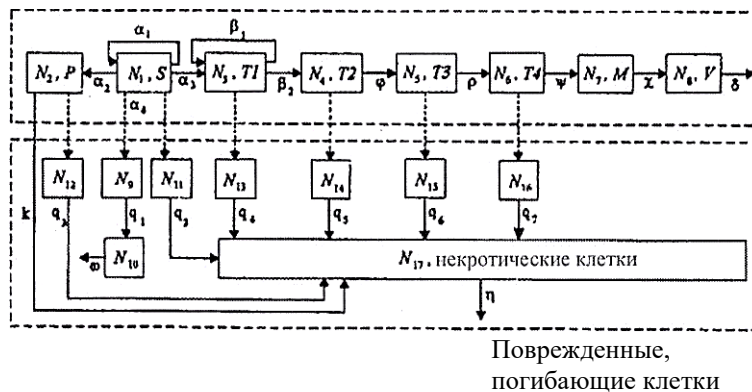 α₁ β₁
N₂, P N₁, S N₃, T1 N₄, T2 N₅, T3 N₆, T4 N₇, M N₈, V
α₂ α₃ β₂ φ ρ ψ χ δ
α₄
N₁₂ N₉ N₁₁ N₁₃ N₁₄ N₁₅ N₁₆
k q₁ q₄ q₅ q₆ q₇
ω N₁₀ N₁₇, некротические клетки
η
Поврежденные,
погибающие клетки